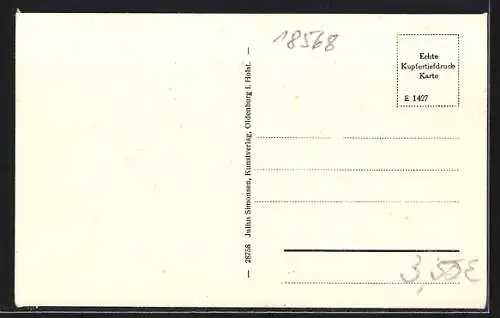 18568
Echte
Kupfertiefdruck
Karte
E 1427
— 28758 Julius Simonsen, Kunstverlag, Oldenburg i. Holst. —
3,50€